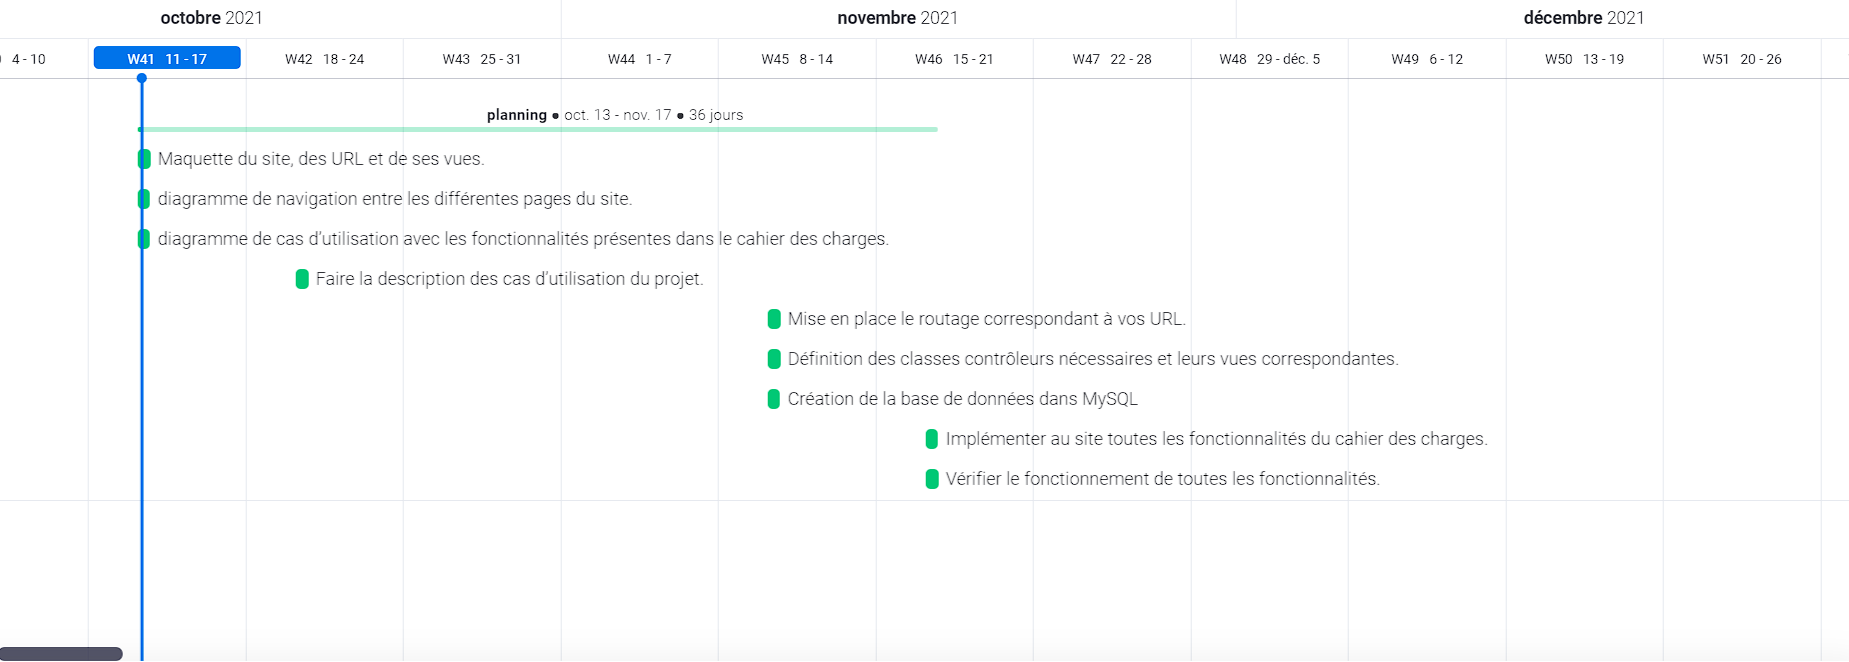 octobre 2021 novembre 2021 décembre 2021
4 - 10 W41 11 - 17 W42 18 - 24 W43 25 - 31 W44 1 - 7 W45 8 - 14 W46 15 - 21 W47 22 - 28 W48 29 - déc. 5 W49 6 - 12 W50 13 - 19 W51 20 - 26
planning ● oct. 13 - nov. 17 ● 36 jours
Maquette du site, des URL et de ses vues.
diagramme de navigation entre les différentes pages du site.
diagramme de cas d’utilisation avec les fonctionnalités présentes dans le cahier des charges.
Faire la description des cas d’utilisation du projet.
Mise en place le routage correspondant à vos URL.
Définition des classes contrôleurs nécessaires et leurs vues correspondantes.
Création de la base de données dans MySQL
Implémenter au site toutes les fonctionnalités du cahier des charges.
Vérifier le fonctionnement de toutes les fonctionnalités.